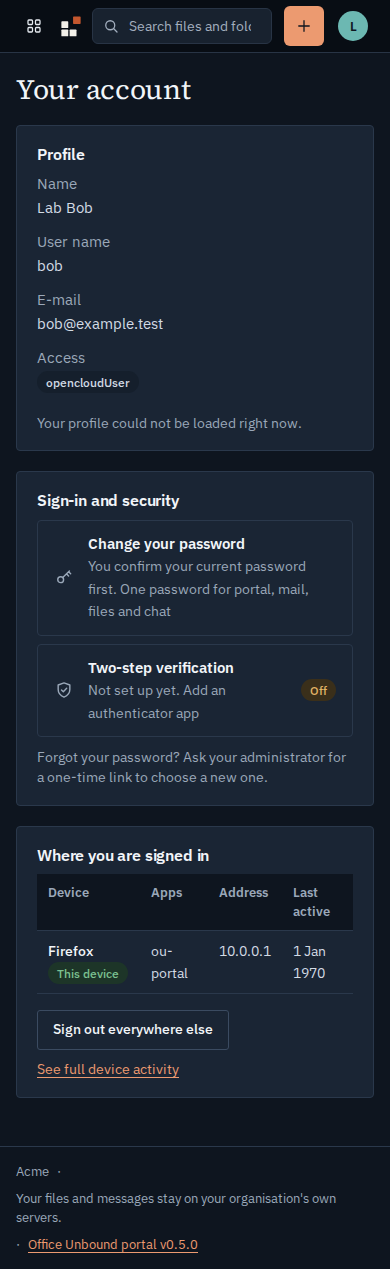 Search files and fol
L
Your account
Profile
Name
Lab Bob
User name
bob
E-mail
bob@example.test
Access
opencloudUser
Your profile could not be loaded right now.
Sign-in and security
Change your password
You confirm your current password
first. One password for portal, mail,
files and chat
Two-step verification
Not set up yet. Add an
authenticator app
Off
Forgot your password? Ask your administrator for
a one-time link to choose a new one.
Where you are signed in
Device Apps Address Last
active
Firefox ou- 10.0.0.1 1 Jan
This device portal 1970
Sign out everywhere else
See full device activity
Acme ·
Your files and messages stay on your organisation's own
servers.
· Office Unbound portal v0.5.0